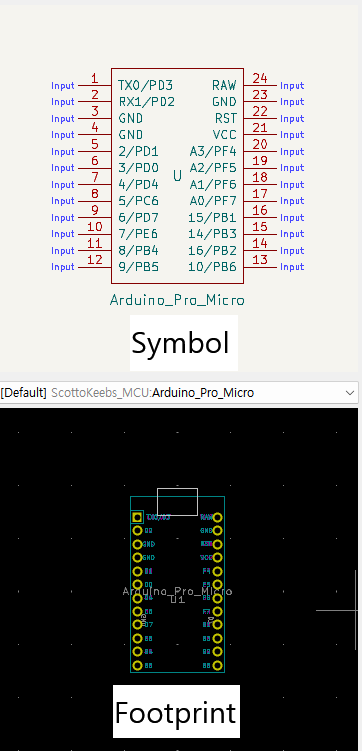 Input 1 TX0/PD3 RAW 24 Input
Input 2 RX1/PD2 GND 23 Input
Input 3 GND RST 22 Input
Input 4 GND VCC 21 Input
Input 5 2/PD1 A3/PF4 20 Input
Input 6 3/PD0 A2/PF5 19 Input
Input 7 4/PD4 A1/PF6 18 Input
U
Input 8 5/PC6 A0/PF7 17 Input
Input 9 6/PD7 15/PB1 16 Input
Input 10 7/PE6 14/PB3 15 Input
Input 11 8/PB4 16/PB2 14 Input
Input 12 9/PB5 10/PB6 13 Input
Arduino_Pro_Micro
Symbol
[Default] ScottoKeebs_MCU:Arduino_Pro_Micro
TX0/D3 RAW
D2 GND
GND RST
GND VCC
D1 F4
D0 F5
Arduino_Pro_Micro
D4 F6
U1
C6 F7
D7 B1
E6 B3
B4 B2
B5 B6
Footprint